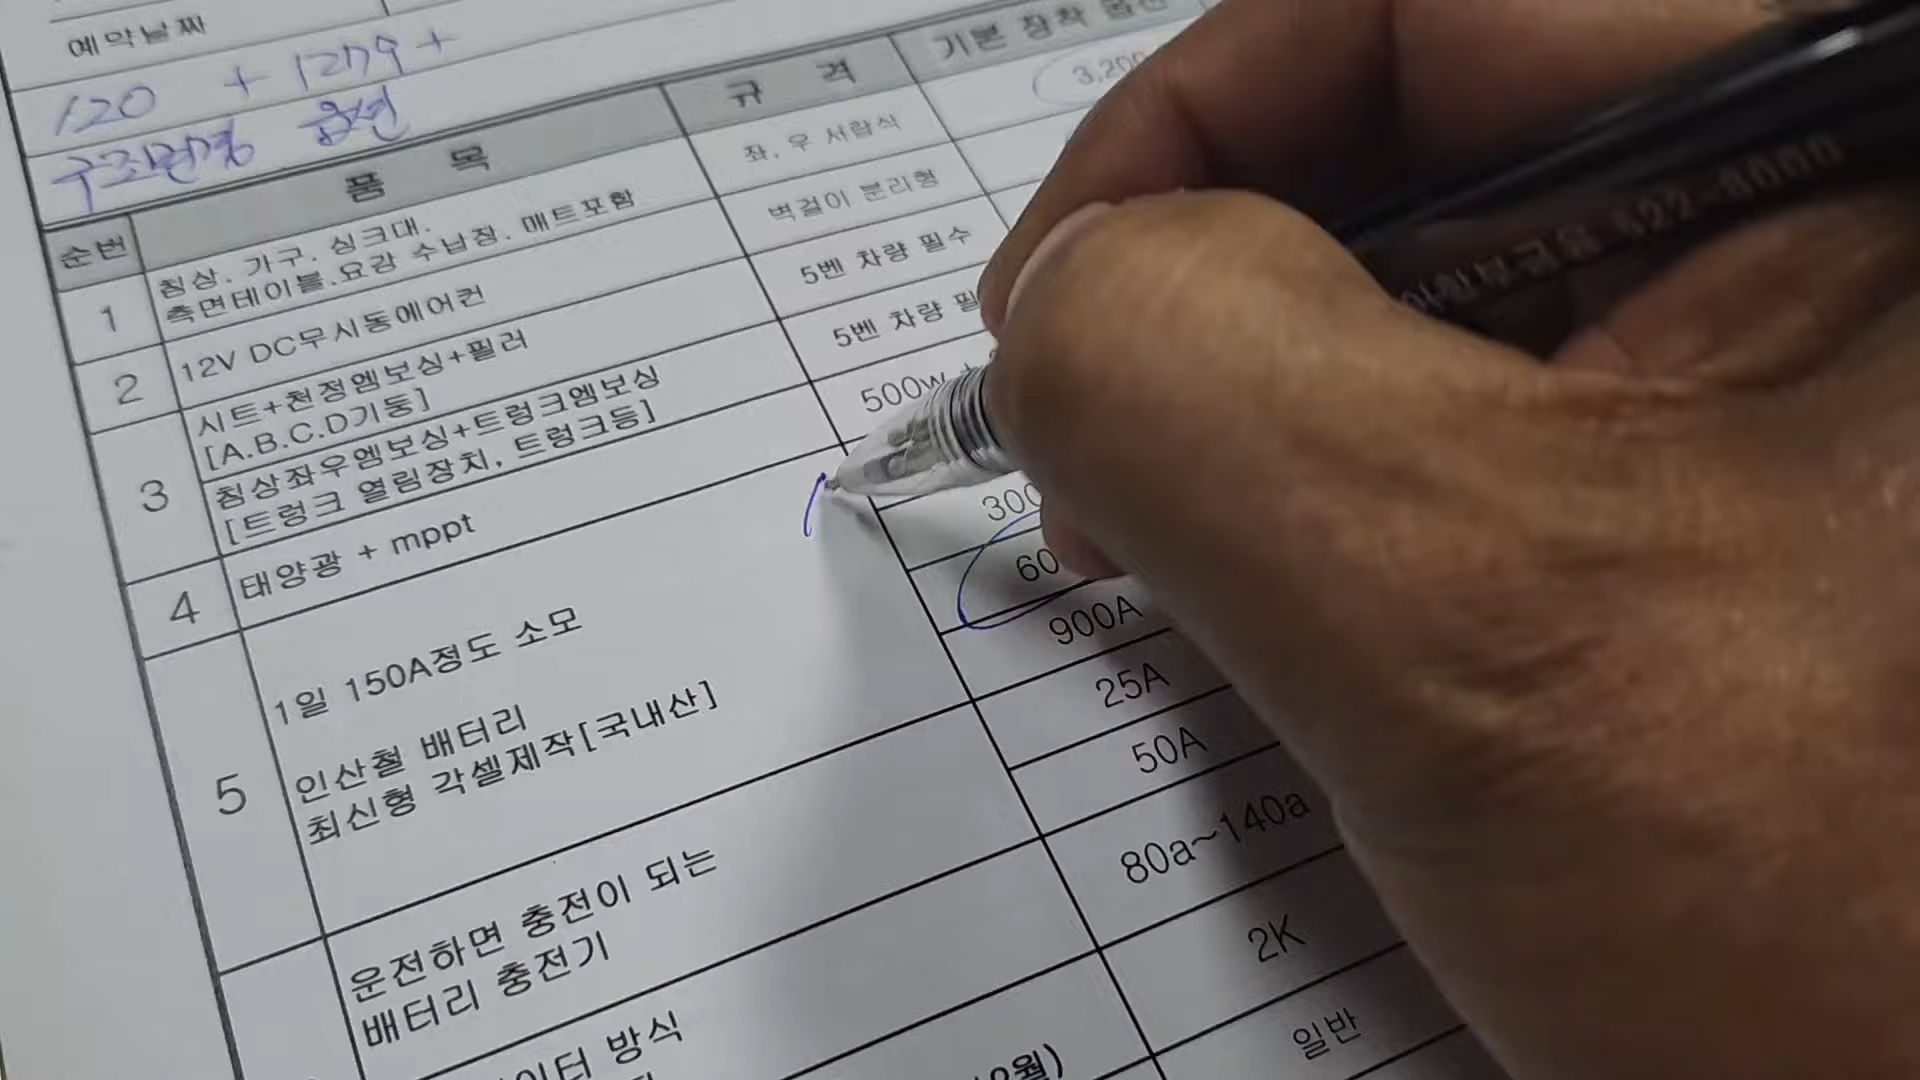 예약날짜
120 + 1279 +
구조변경
품 목 규 격 기본 장착 옵션
순번
1 침상. 가구. 싱크대.
측면테이블.요강 수납장. 매트포함
좌, 우 서랍식 3,200
2 12V DC무시동에어컨 벽걸이 분리형
3 시트+천정엠보싱+필러
[A.B.C.D기둥]
5벤 차량 필수
침상좌우엠보싱+트렁크엠보싱
[트렁크 열림장치, 트렁크등]
5벤 차량
4 태양광 + mppt 500w
5 1일 150A정도 소모
인산철 배터리
최신형 각셀제작[국내산]
900A
운전하면 충전이 되는
배터리 충전기
25A
50A
80a~140a
방식 2K
일반